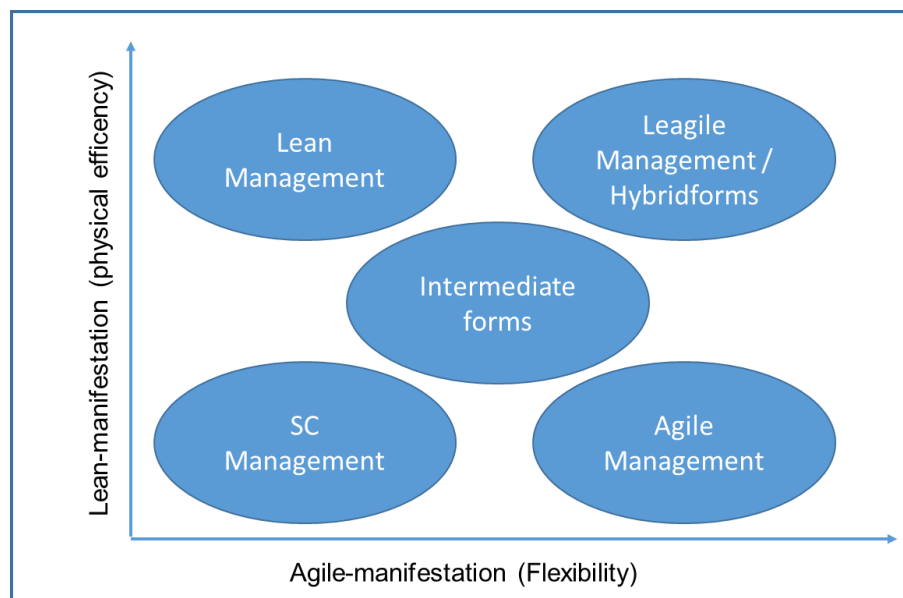 Lean-manifestation (physical efficency)
Lean
Management
Leagile
Management /
Hybridforms
Intermediate
forms
SC
Management
Agile
Management
Agile-manifestation (Flexibility)